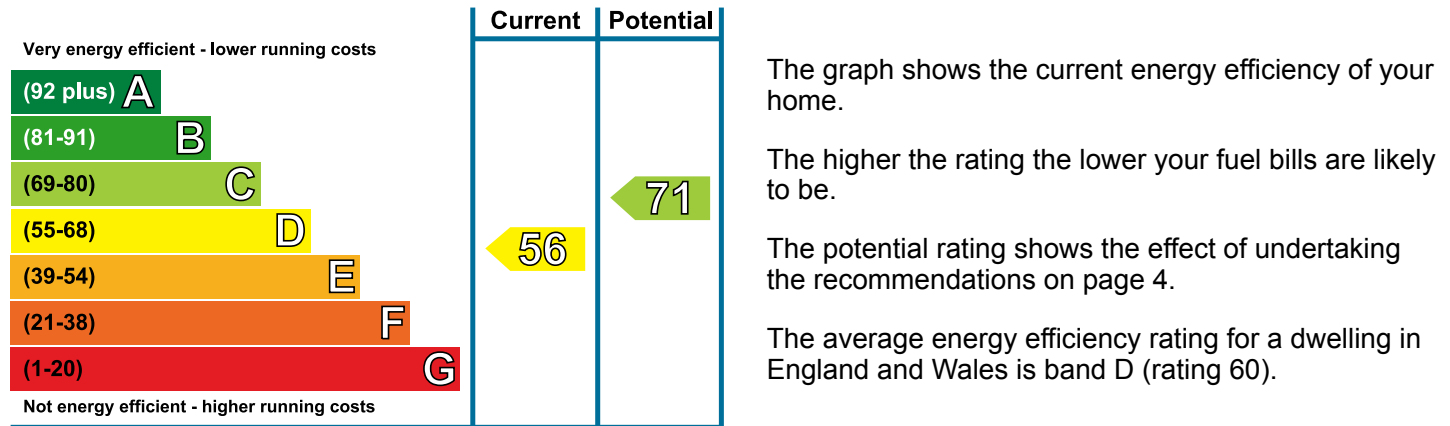 Current Potential
Very energy efficient - lower running costs
(92 plus) A
(81-91) B
(69-80) C
71
(55-68) D
56
(39-54) E
(21-38) F
(1-20) G
Not energy efficient - higher running costs
The graph shows the current energy efficiency of your
home.
The higher the rating the lower your fuel bills are likely
to be.
The potential rating shows the effect of undertaking
the recommendations on page 4.
The average energy efficiency rating for a dwelling in
England and Wales is band D (rating 60).